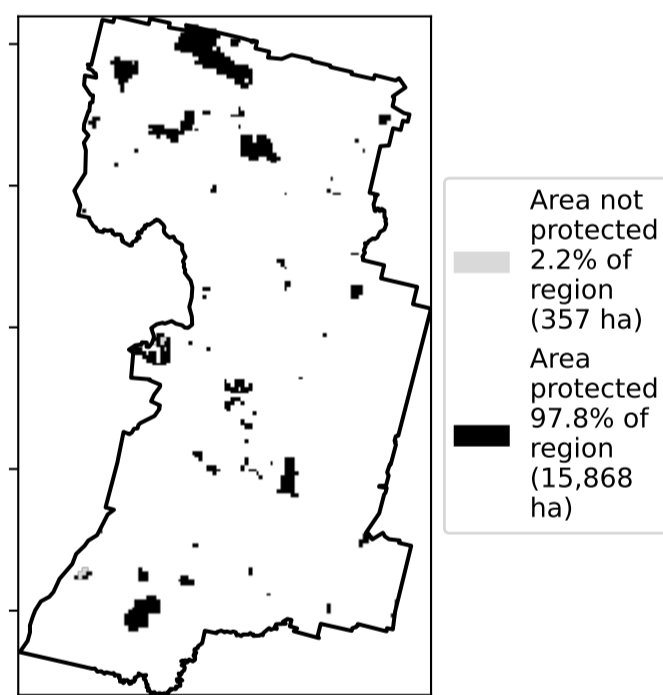 Area not
protected
2.2% of
region
(357 ha)
Area
protected
97.8% of
region
(15,868
ha)